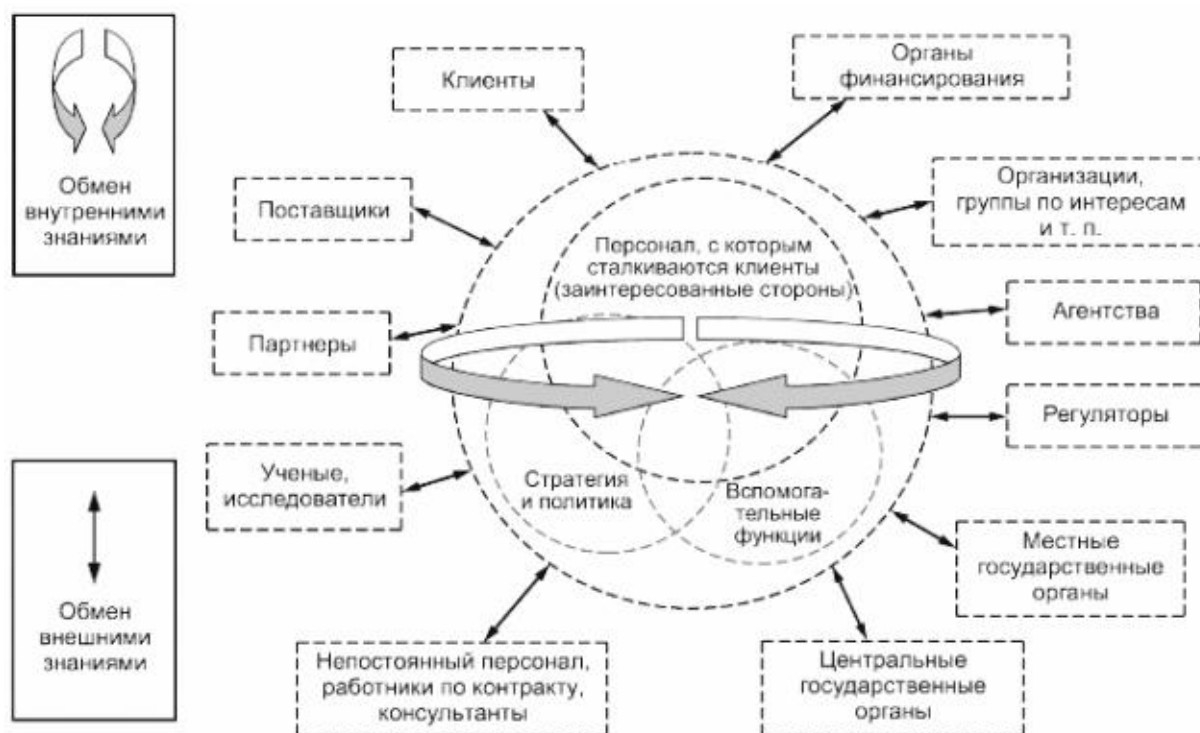 Обмен
внутренними
знаниями
Обмен
внешними
знаниями
Клиенты
Органы
финансирования
Поставщики
Организации,
группы по интересам
и т. п.
Персонал, с которым
сталкиваются клиенты
(заинтересованные стороны)
Партнеры
Агентства
Регуляторы
Ученые,
исследователи
Стратегия
и политика
Вспомога-
тельные
функции
Местные
государственные
органы
Непостоянный персонал,
работники по контракту,
консультанты
Центральные
государственные
органы